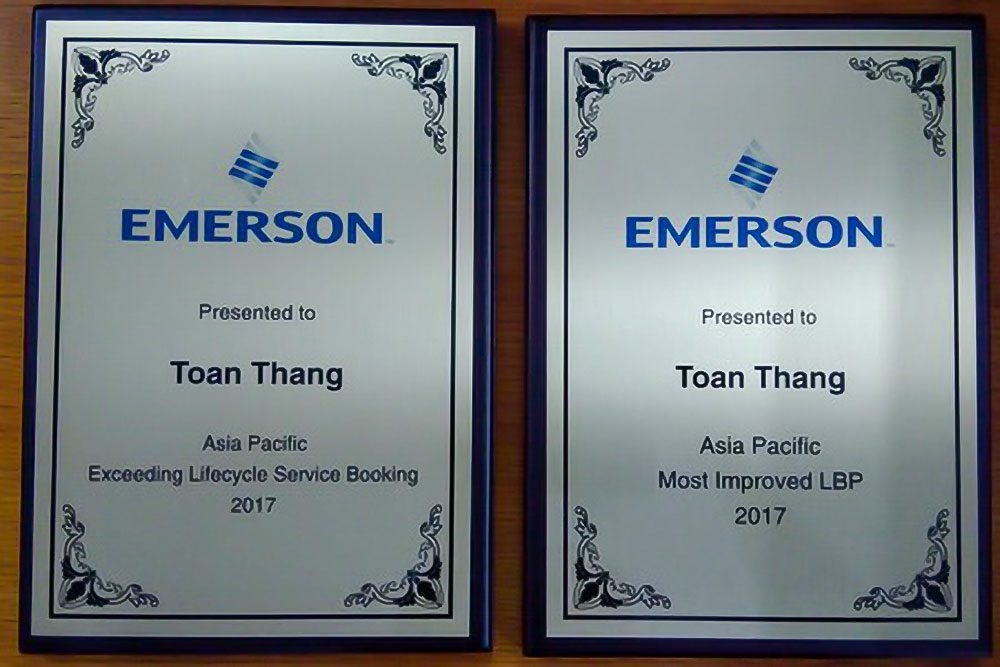 EMERSON
Presented to
Toan Thang
Asia Pacific
Exceeding Lifecycle Service Booking
2017
EMERSON
Presented to
Toan Thang
Asia Pacific
Most Improved LBP
2017